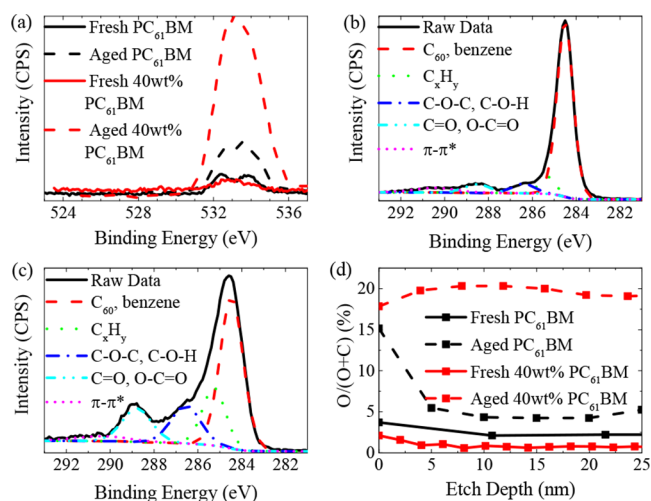 (a)
Fresh PC61BM
Aged PC61BM
Fresh 40wt%
PC61BM
Aged 40wt%
PC61BM
Intensity (CPS)
524 528 532 536
Binding Energy (eV)
(b)
Raw Data
C60, benzene
CxHy
C-O-C, C-O-H
C=O, O-C=O
π-π*
Intensity (CPS)
292 290 288 286 284 282
Binding Energy (eV)
(c)
Raw Data
C60, benzene
CxHy
C-O-C, C-O-H
C=O, O-C=O
π-π*
Intensity (CPS)
292 290 288 286 284 282
Binding Energy (eV)
(d)
Fresh PC61BM
Aged PC61BM
Fresh 40wt% PC61BM
Aged 40wt% PC61BM
O/(O+C) (%)
20
15
10
5
0
0 5 10 15 20 25
Etch Depth (nm)